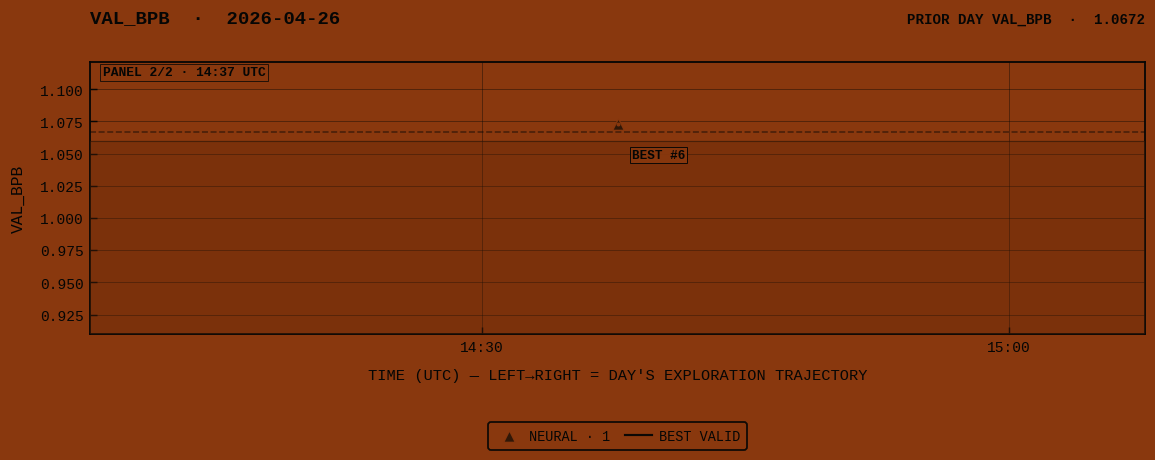 VAL_BPB · 2026-04-26
PRIOR DAY VAL_BPB · 1.0672
PANEL 2/2 · 14:37 UTC
1.100
1.075
1.050
1.025
1.000
0.975
0.950
0.925
VAL_BPB
BEST #6
14:30
15:00
TIME (UTC) — LEFT→RIGHT = DAY'S EXPLORATION TRAJECTORY
NEURAL · 1
BEST VALID